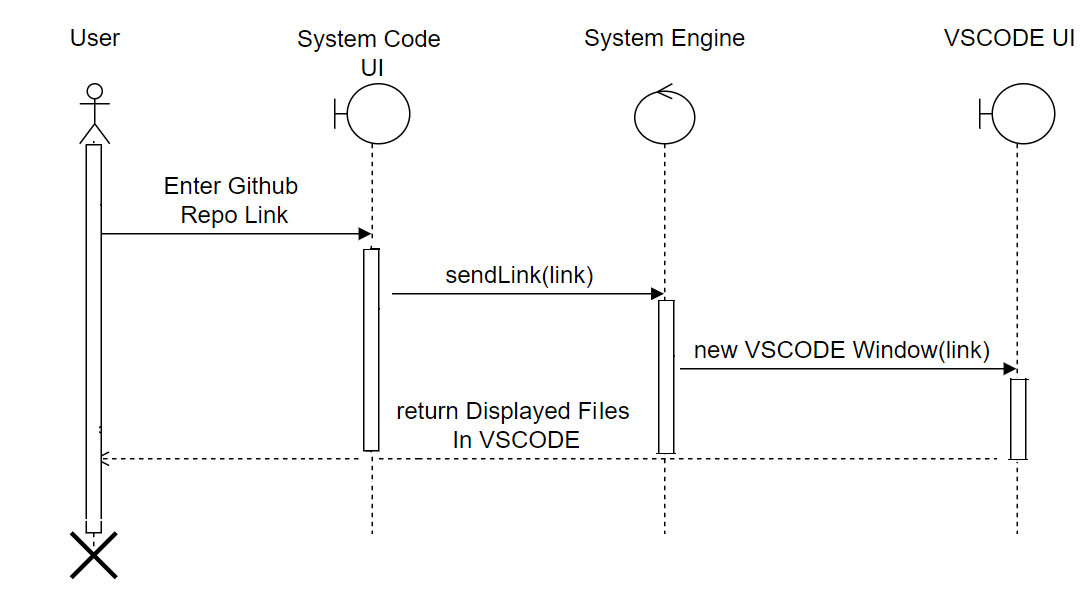 User
System Code
UI
System Engine
VSCODE UI
Enter Github
Repo Link
sendLink(link)
new VSCODE Window(link)
return Displayed Files
In VSCODE